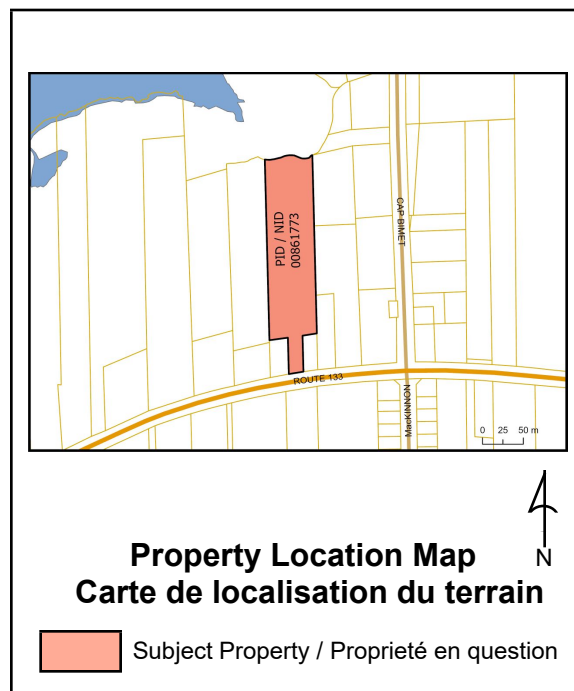 PID / NID
00861773
CAP BIMET
ROUTE 133
MacKINNON
0 25 50 m
N
Property Location Map
Carte de localisation du terrain
Subject Property / Proprieté en question